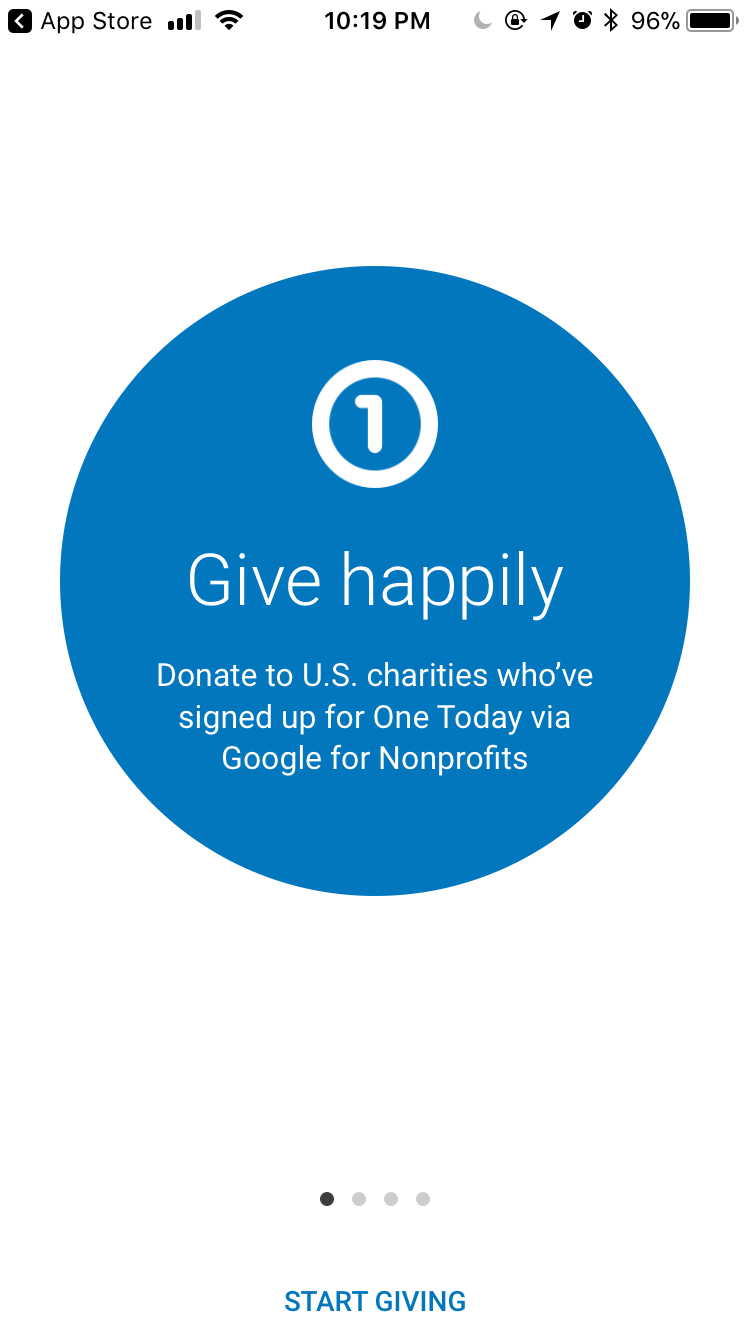 App Store 10:19 PM 96%
1
Give happily
Donate to U.S. charities who’ve
signed up for One Today via
Google for Nonprofits
START GIVING